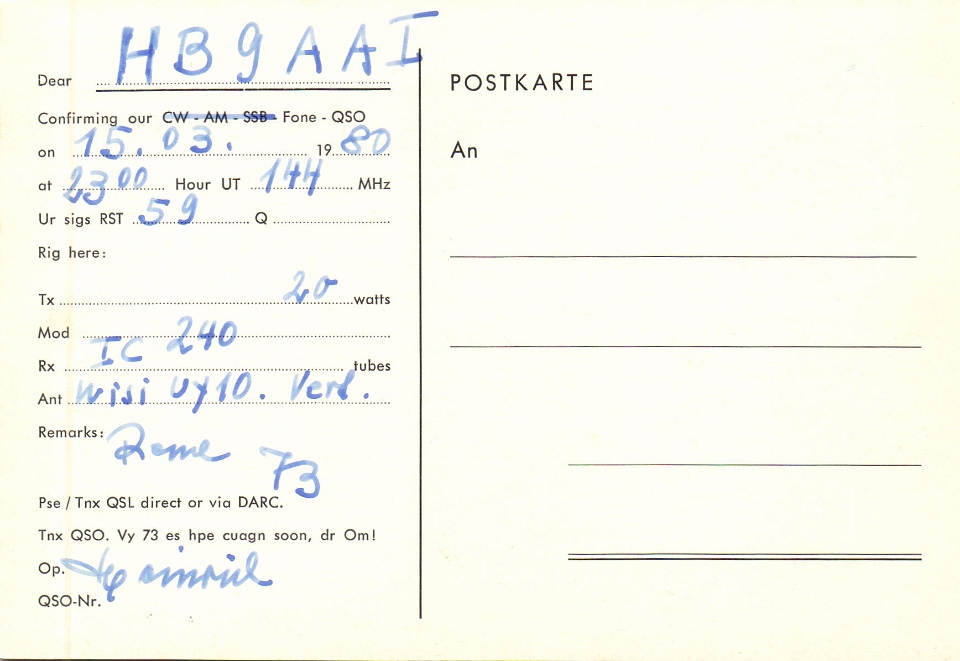 Dear HB9AAI
Confirming our CW - AM - SSB - Fone - QSO
on 15.03. 19 80
at 23 00 Hour UT 144 MHz
Ur sigs RST 59 Q
Rig here:
Tx 20 watts
Mod
IC 240
Rx tubes
Ant Wisi UY10. Vert.
Remarks:
73
Pse / Tnx QSL direct or via DARC.
Tnx QSO. Vy 73 es hpe cuagn soon, dr Om!
Op. Heinrich
QSO-Nr.
POSTKARTE
An